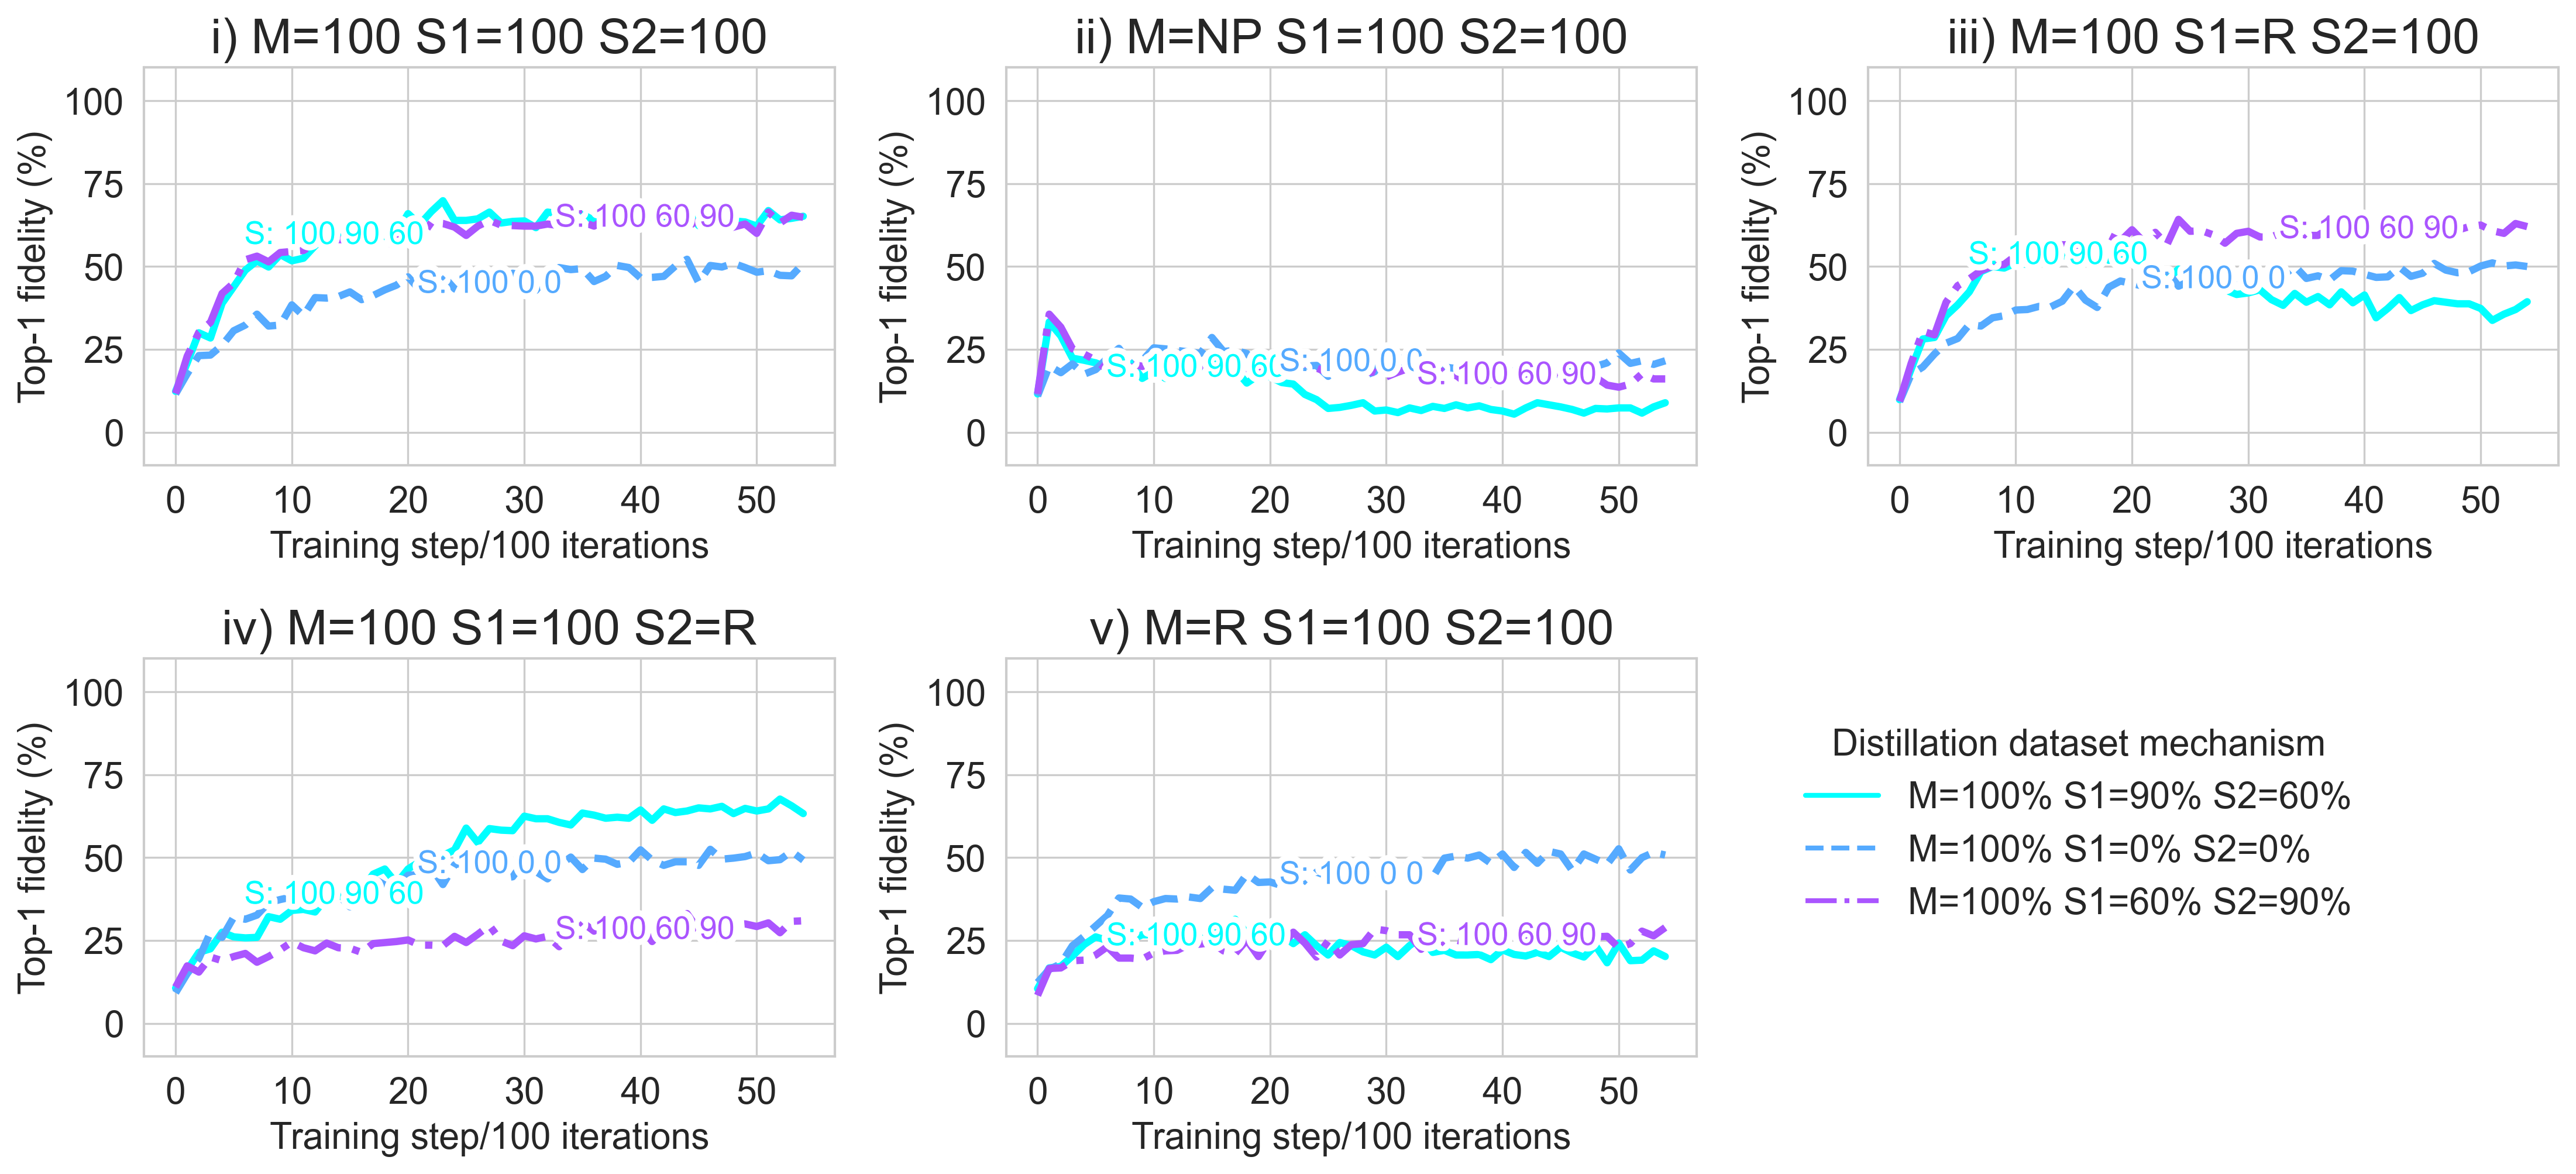 i) M=100 S1=100 S2=100
Top-1 fidelity (%)
100
75
50
25
0
S: 100 90 60
S: 100 0 0
S: 100 60 90
0 10 20 30 40 50
Training step/100 iterations
ii) M=NP S1=100 S2=100
Top-1 fidelity (%)
100
75
50
25
0
S: 100 90 60
S: 100 0 0
S: 100 60 90
0 10 20 30 40 50
Training step/100 iterations
iii) M=100 S1=R S2=100
Top-1 fidelity (%)
100
75
50
25
0
S: 100 90 60
S: 100 0 0
S: 100 60 90
0 10 20 30 40 50
Training step/100 iterations
iv) M=100 S1=100 S2=R
Top-1 fidelity (%)
100
75
50
25
0
S: 100 90 60
S: 100 0 0
S: 100 60 90
0 10 20 30 40 50
Training step/100 iterations
v) M=R S1=100 S2=100
Top-1 fidelity (%)
100
75
50
25
0
S: 100 90 60
S: 100 0 0
S: 100 60 90
0 10 20 30 40 50
Training step/100 iterations
Distillation dataset mechanism
M=100% S1=90% S2=60%
M=100% S1=0% S2=0%
M=100% S1=60% S2=90%